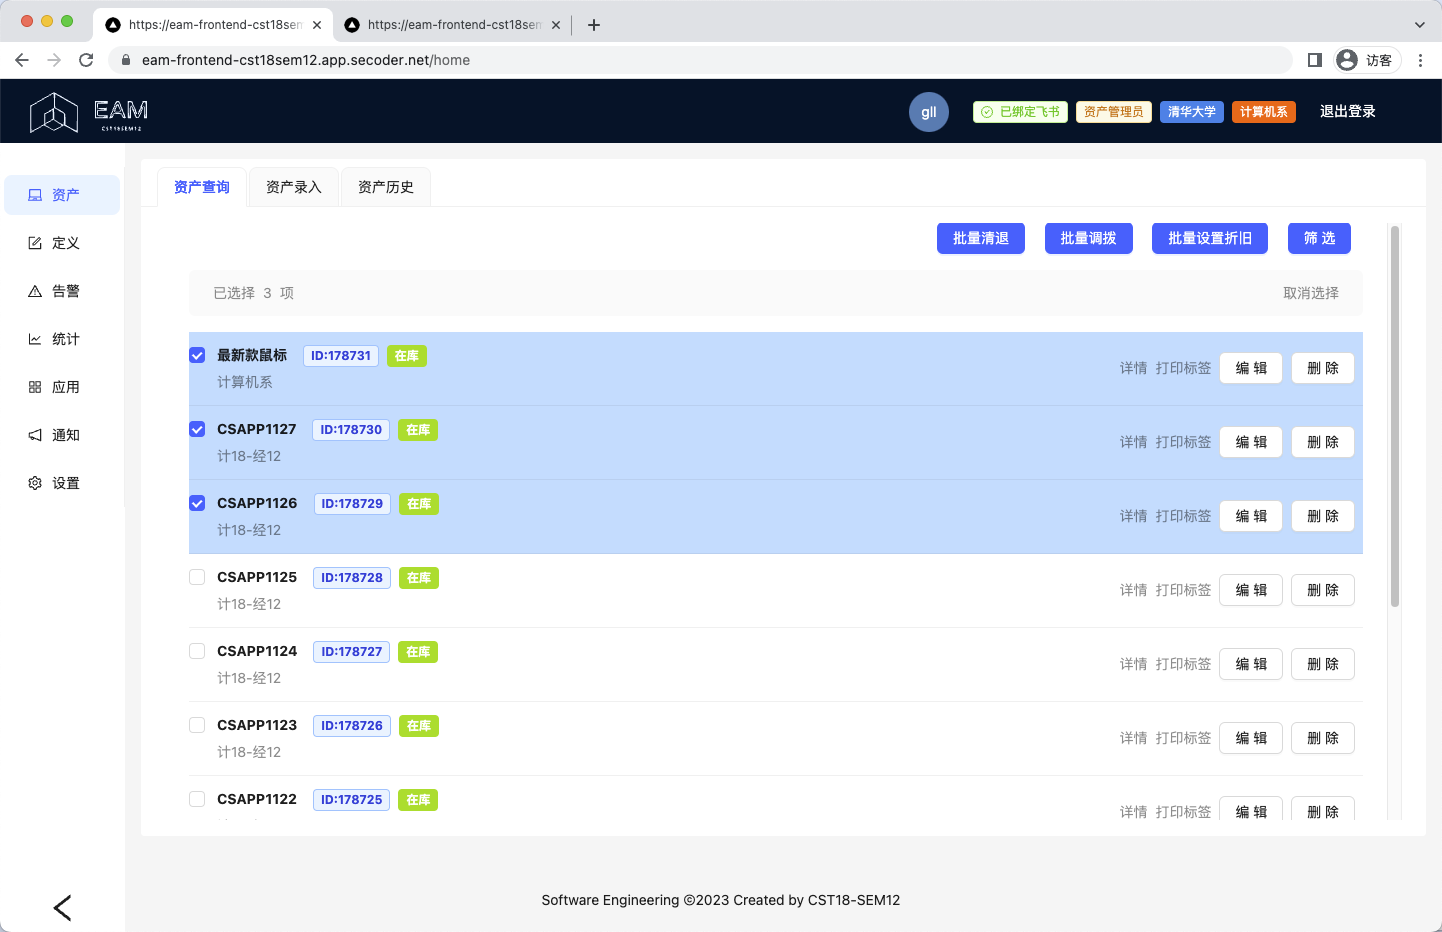 https://eam-frontend-cst18sem
https://eam-frontend-cst18sem
eam-frontend-cst18sem12.app.secoder.net/home
访客
EAM
CST18SEM12
gll
已绑定飞书
资产管理员
清华大学
计算机系
退出登录
资产
定义
告警
统计
应用
通知
设置
资产查询
资产录入
资产历史
批量清退
批量调拨
批量设置折旧
筛 选
已选择 3 项
取消选择
最新款鼠标 ID:178731 在库
计算机系
详情 打印标签 编 辑 删 除
CSAPP1127 ID:178730 在库
计18-经12
详情 打印标签 编 辑 删 除
CSAPP1126 ID:178729 在库
计18-经12
详情 打印标签 编 辑 删 除
CSAPP1125 ID:178728 在库
计18-经12
详情 打印标签 编 辑 删 除
CSAPP1124 ID:178727 在库
计18-经12
详情 打印标签 编 辑 删 除
CSAPP1123 ID:178726 在库
计18-经12
详情 打印标签 编 辑 删 除
CSAPP1122 ID:178725 在库
详情 打印标签 编 辑 删 除
Software Engineering ©2023 Created by CST18-SEM12